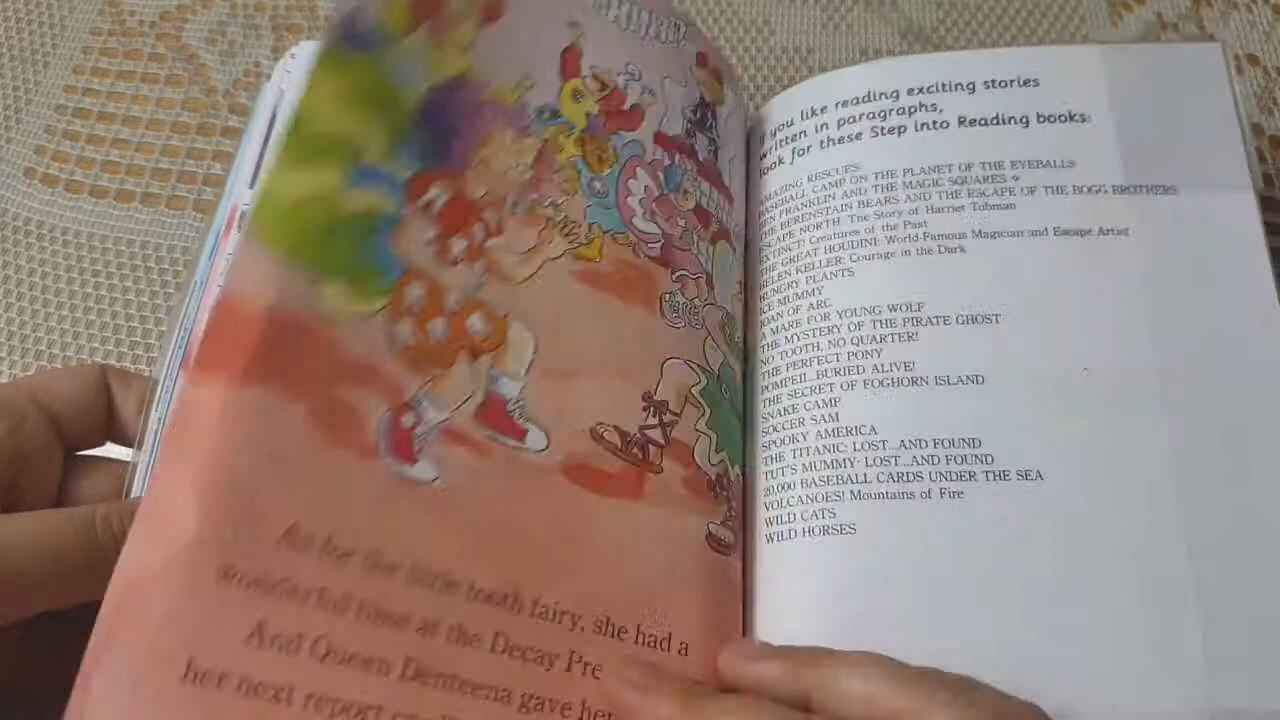 As for the little tooth fairy, she had a
wonderful time at the Decay Pre
And Queen Denteena gave her
her next report
you like reading exciting stories
written in paragraphs,
look for these Step into Reading books:
AMAZING RESCUES
BASEBALL CAMP ON THE PLANET OF THE EYEBALLS
BEN FRANKLIN AND THE MAGIC SQUARES
THE BERENSTAIN BEARS AND THE ESCAPE OF THE BOGG BROTHERS
ESCAPE NORTH! The Story of Harriet Tubman
EXTINCT! Creatures of the Past
THE GREAT HOUDINI: World-Famous Magician and Escape Artist
HELEN KELLER: Courage in the Dark
HUNGRY PLANTS
ICE MUMMY
JOAN OF ARC
A MARE FOR YOUNG WOLF
THE MYSTERY OF THE PIRATE GHOST
NO TOOTH, NO QUARTER!
THE PERFECT PONY
POMPEII...BURIED ALIVE!
THE SECRET OF FOGHORN ISLAND
SNAKE CAMP
SOCCER SAM
SPOOKY AMERICA
THE TITANIC: LOST...AND FOUND
TUT'S MUMMY: LOST...AND FOUND
20,000 BASEBALL CARDS UNDER THE SEA
VOLCANOES! Mountains of Fire
WILD CATS
WILD HORSES